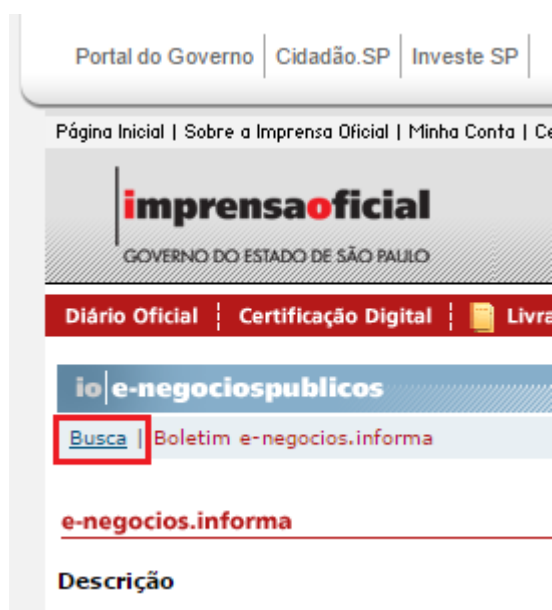 Portal do Governo | Cidadão.SP | Investe SP |
Página Inicial | Sobre a Imprensa Oficial | Minha Conta |
imprensaoficial
GOVERNO DO ESTADO DE SÃO PAULO
Diário Oficial Certificação Digital
io|e-negociospublicos
Busca | Boletim e-negocios.informa
e-negocios.informa
Descrição